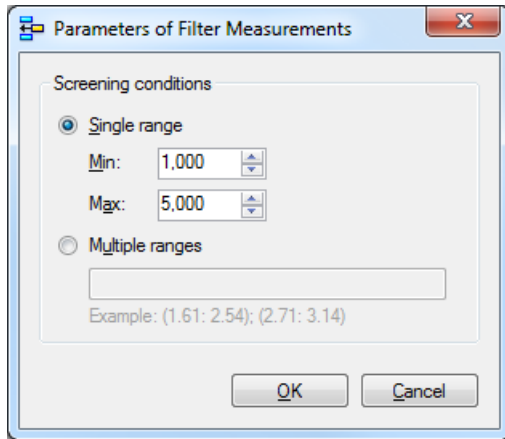 Parameters of Filter Measurements
Screening conditions
Single range
Min: 1,000
Max: 5,000
Multiple ranges
Example: (1.61: 2.54); (2.71: 3.14)
OK Cancel